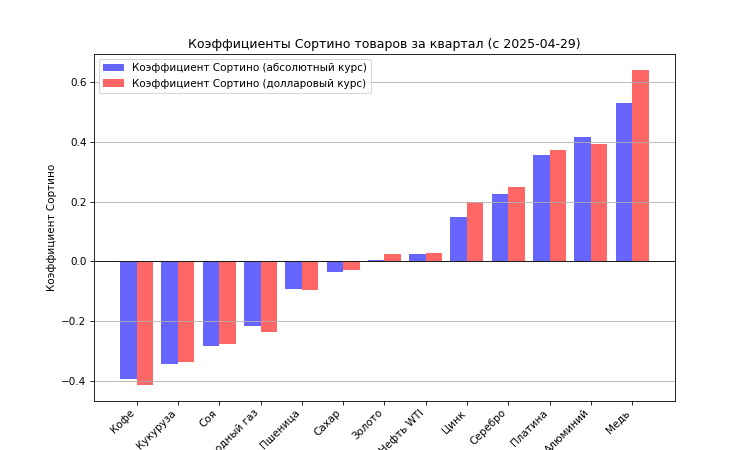 Коэффициенты Сортино товаров за квартал (с 2025-04-29)
Коэффициент Сортино (абсолютный курс)
Коэффициент Сортино (долларовый курс)
Коэффициент Сортино
0.6
0.4
0.2
0.0
−0.2
−0.4
Кофе
Кукуруза
Соя
одный газ
Пшеница
Сахар
Золото
Нефть WTI
Цинк
Серебро
Платина
Алюминий
Медь